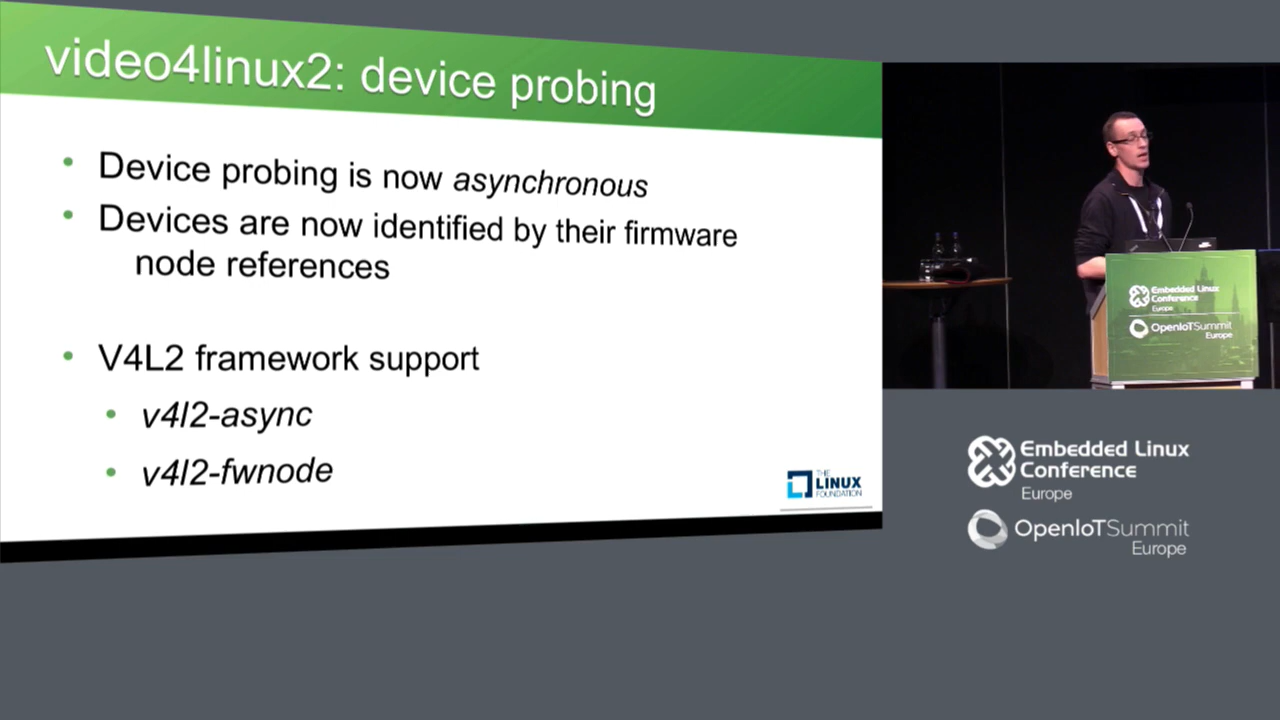 video4linux2: device probing
Device probing is now asynchronous
Devices are now identified by their firmware
node references
V4L2 framework support
v4l2-async
v4l2-fwnode
THE
LINUX
FOUNDATION
Embedded Linux
Conference
Europe
OpenIoTSummit
Europe
Embedded Linux
Conference
Europe
OpenIoTSummit
Europe